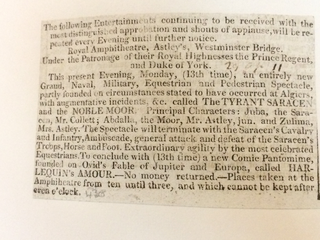 The following Entertainments continuing to be received with the
most distinguished approbation and shouts of applause, will be re-
peated every Evening until further notice.
Royal Amphitheatre, Astley's, Westminster Bridge.
Under the Patronage of their Royal Highnesses the Prince Regent,
and Duke of York.
This present Evening, Monday, (13th time), an entirely new
Grand, Naval, Military, Equestrian and Pedestrian Spectacle,
partly founded on circumstances stated to have occurred at Algiers,
with augmentative incidents, &c. called The TYRANT SARACEN
and the NOBLE MOOR. Principal Characters: Juba, the Sara-
cen, Mr. Collett; Abdalla, the Moor, Mr. Astley, jun. and Zulima,
Mrs. Astley. The Spectacle will terminate with the Saracen's Cavalry
and Infantry, Ambuscade, general attack and defeat of the Saracen's
Troops, Horse and Foot. Extraordinary agility by the most celebrated
Equestrians. To conclude with (13th time) a new Comic Pantomime,
founded on Ovid's Fable of Jupiter and Europa, called HAR-
LEQUIN'S AMOUR.—No money returned.—Places taken at the
Amphitheatre from ten until three, and which cannot be kept after
seven o'clock.